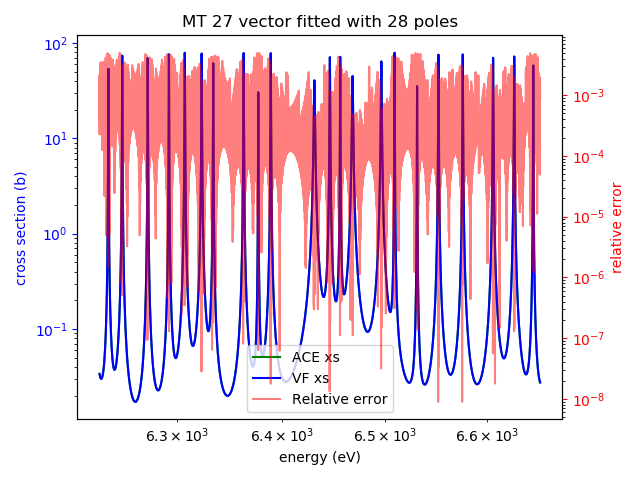 MT 27 vector fitted with 28 poles
10²
10¹
10⁰
10⁻¹
cross section (b)
10⁻³
10⁻⁴
10⁻⁵
10⁻⁶
10⁻⁷
10⁻⁸
relative error
ACE xs
VF xs
Relative error
6.3 × 10³ 6.4 × 10³ 6.5 × 10³ 6.6 × 10³
energy (eV)